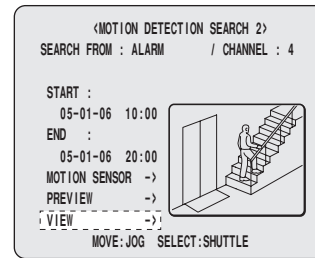 <MOTION DETECTION SEARCH 2>
SEARCH FROM : ALARM / CHANNEL : 4
START :
05-01-06 10:00
END :
05-01-06 20:00
MOTION SENSOR ->
PREVIEW ->
VIEW ->
MOVE:JOG SELECT:SHUTTLE